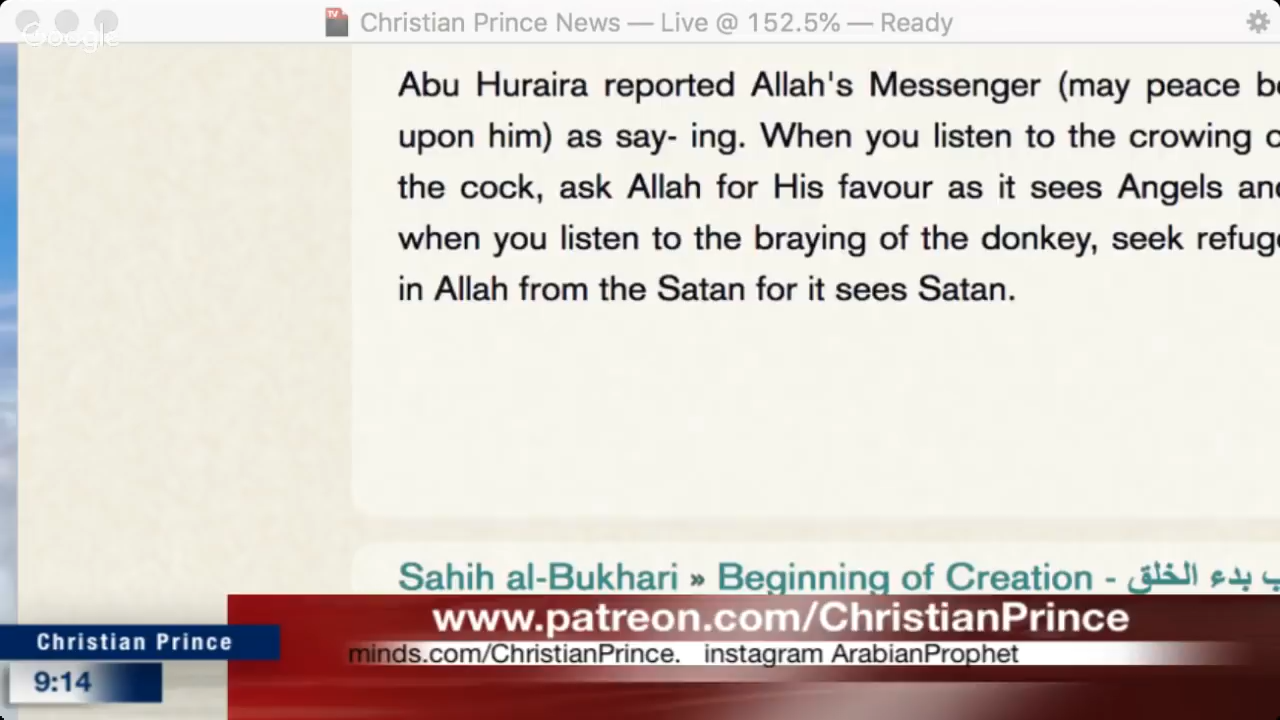 Christian Prince News — Live @ 152.5% — Ready
Google
Abu Huraira reported Allah's Messenger (may peace be
upon him) as say- ing. When you listen to the crowing o
the cock, ask Allah for His favour as it sees Angels and
when you listen to the braying of the donkey, seek refuge
in Allah from the Satan for it sees Satan.
Sahih al-Bukhari » Beginning of Creation - ب بدء الخلق
www.patreon.com/ChristianPrince
Christian Prince
minds.com/ChristianPrince. instagram ArabianProphet
9:14